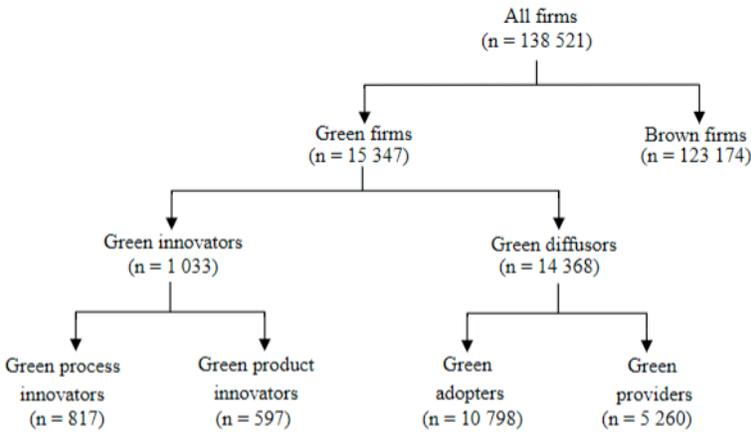 All firms
(n = 138 521)
Green firms
(n = 15 347)
Brown firms
(n = 123 174)
Green innovators
(n = 1 033)
Green diffusors
(n = 14 368)
Green process
innovators
(n = 817)
Green product
innovators
(n = 597)
Green
adopters
(n = 10 798)
Green
providers
(n = 5 260)